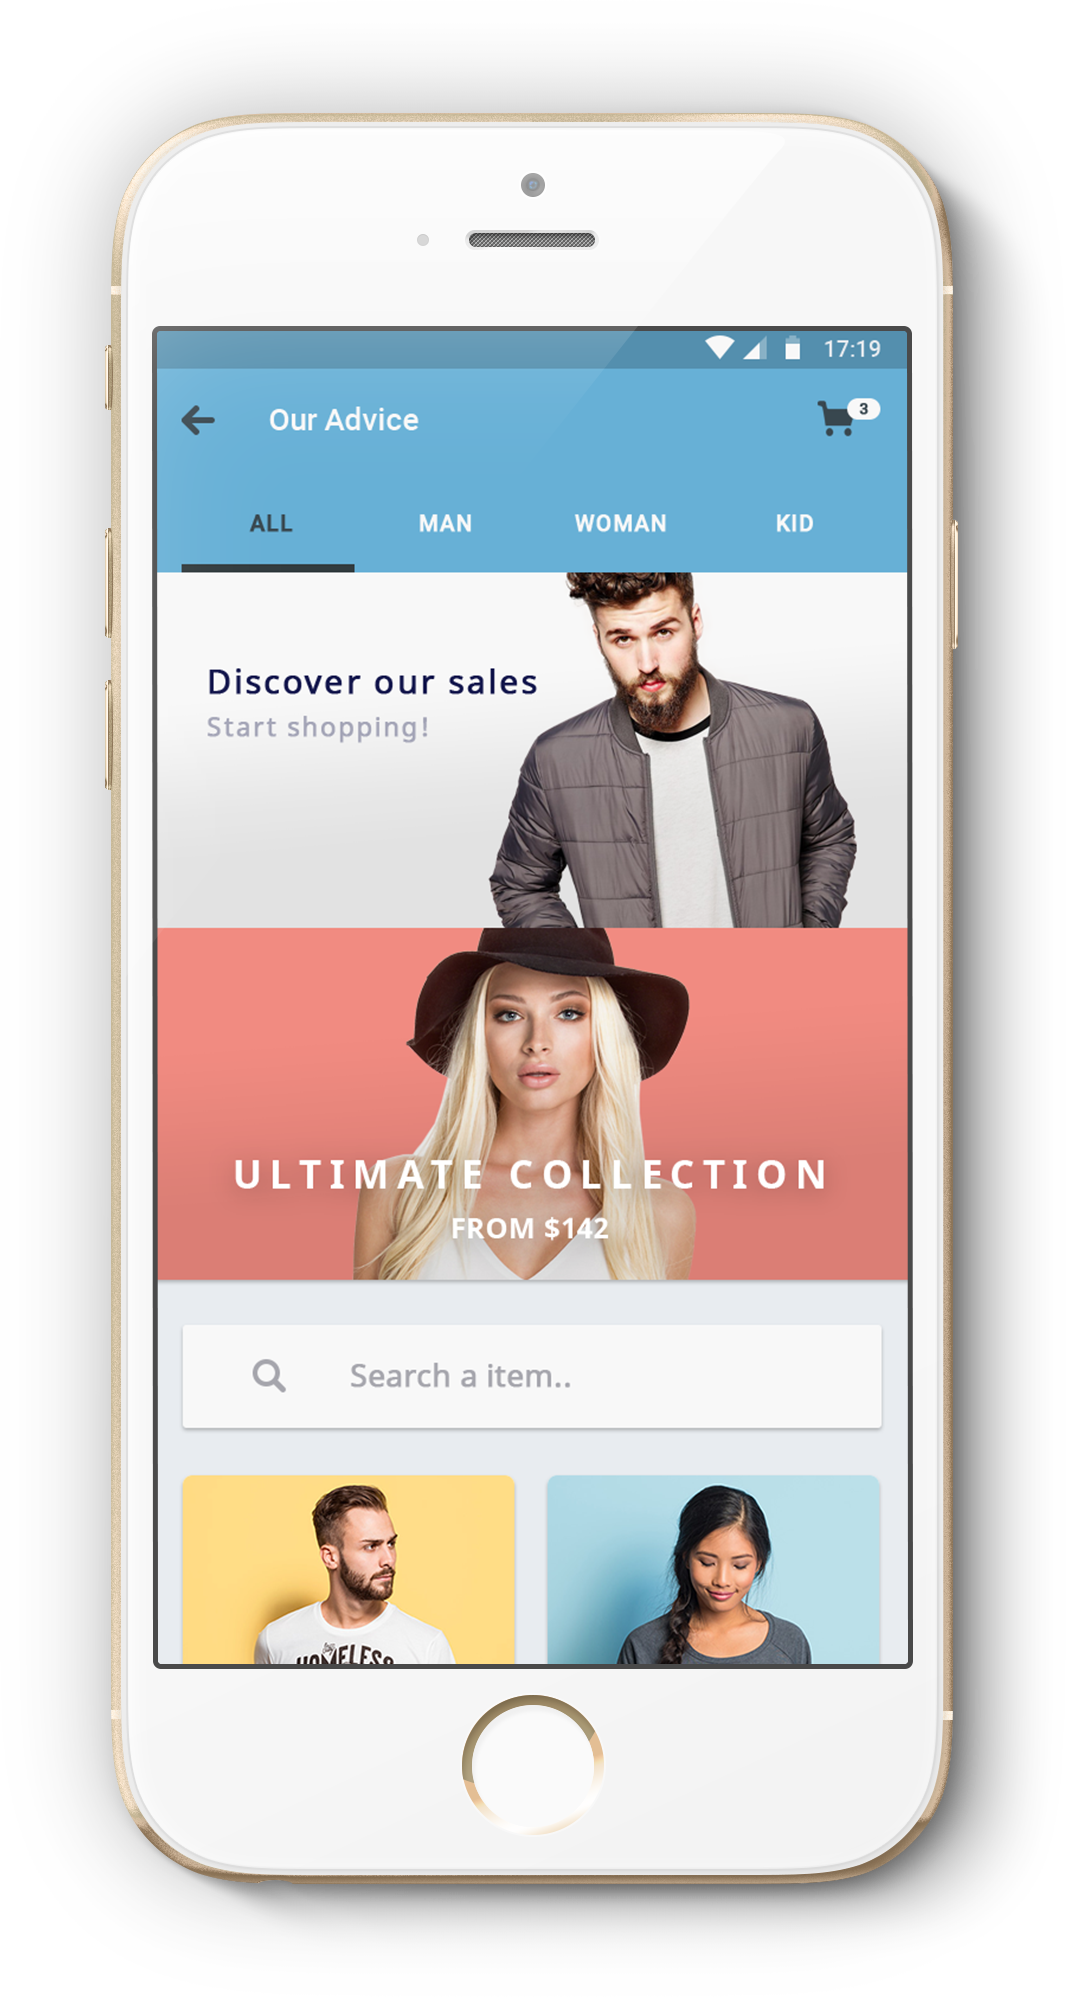 17:19
Our Advice
3
ALL MAN WOMAN KID
Discover our sales
Start shopping!
ULTIMATE COLLECTION
FROM $142
Search a item..
HOMELESS